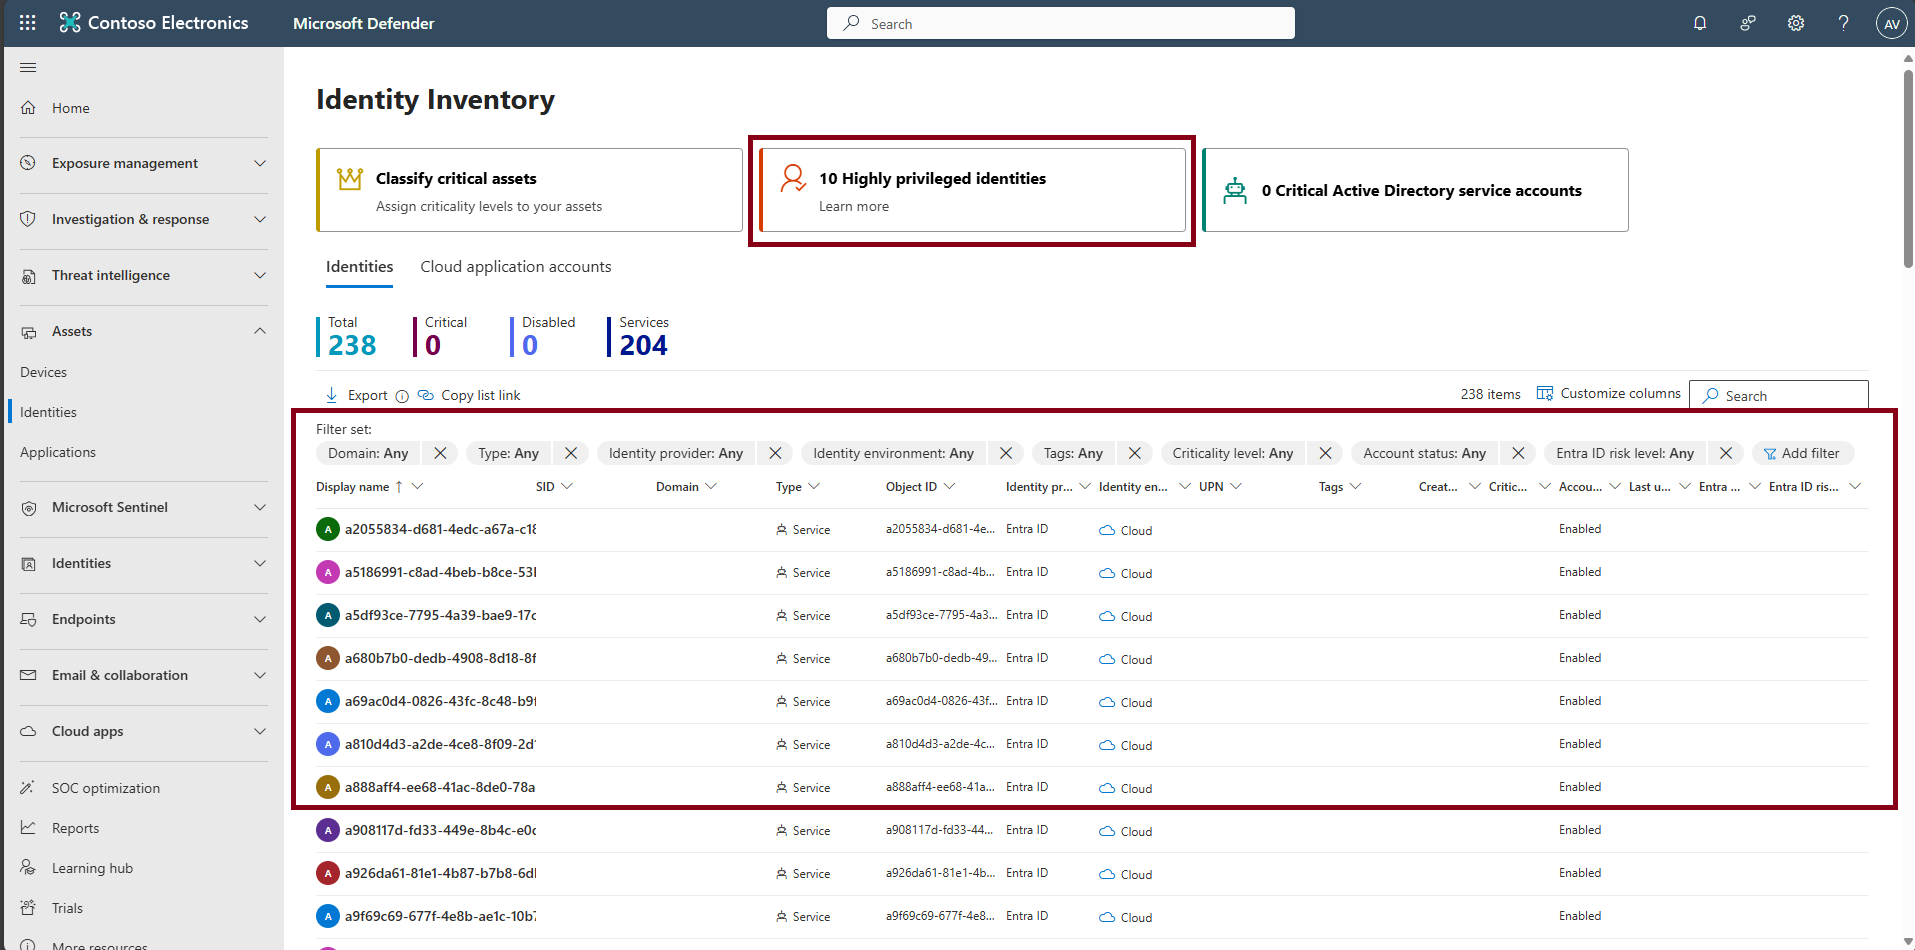 Contoso Electronics
Microsoft Defender
Search
AV
Home
Exposure management
Investigation & response
Threat intelligence
Assets
Devices
Identities
Applications
Microsoft Sentinel
Identities
Endpoints
Email & collaboration
Cloud apps
SOC optimization
Reports
Learning hub
Trials
More resources
Identity Inventory
Classify critical assets
Assign criticality levels to your assets
10 Highly privileged identities
Learn more
0 Critical Active Directory service accounts
Identities Cloud application accounts
Total Critical Disabled Services
238 0 0 204
Export Copy list link 238 items Customize columns Search
Filter set:
Domain: Any Type: Any Identity provider: Any Identity environment: Any Tags: Any Criticality level: Any Account status: Any Entra ID risk level: Any Add filter
Display name SID Domain Type Object ID Identity pr... Identity en... UPN Tags Creat... Critic... Accou... Last u... Entra ... Entra ID ris...
A a2055834-d681-4edc-a67a-c18 Service a2055834-d681-4e... Entra ID Cloud Enabled
A a5186991-c8ad-4beb-b8ce-53 Service a5186991-c8ad-4b... Entra ID Cloud Enabled
A a5df93ce-7795-4a39-bae9-17c Service a5df93ce-7795-4a3... Entra ID Cloud Enabled
A a680b7b0-dedb-4908-8d18-8f Service a680b7b0-dedb-49... Entra ID Cloud Enabled
A a69ac0d4-0826-43fc-8c48-b9f Service a69ac0d4-0826-43f... Entra ID Cloud Enabled
A a810d4d3-a2de-4ce8-8f09-2d Service a810d4d3-a2de-4c... Entra ID Cloud Enabled
A a888aff4-ee68-41ac-8de0-78a Service a888aff4-ee68-41a... Entra ID Cloud Enabled
A a908117d-fd33-449e-8b4c-e0 Service a908117d-fd33-44... Entra ID Cloud Enabled
A a926da61-81e1-4b87-b7b8-6d Service a926da61-81e1-4b... Entra ID Cloud Enabled
A a9f69c69-677f-4e8b-ae1c-10b Service a9f69c69-677f-4e8... Entra ID Cloud Enabled